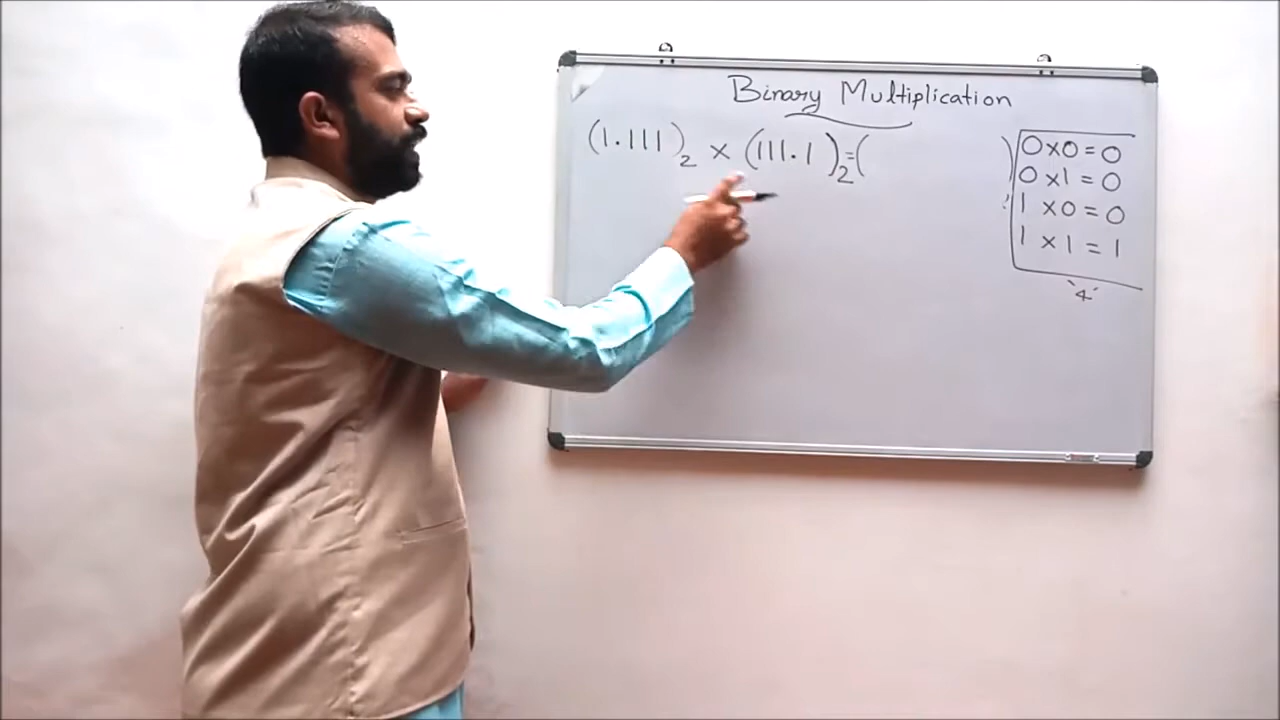 Binary Multiplication
(1.111)₂ × (111.1)₂=( )
0 × 0 = 0
0 × 1 = 0
1 × 0 = 0
1 × 1 = 1
'4'